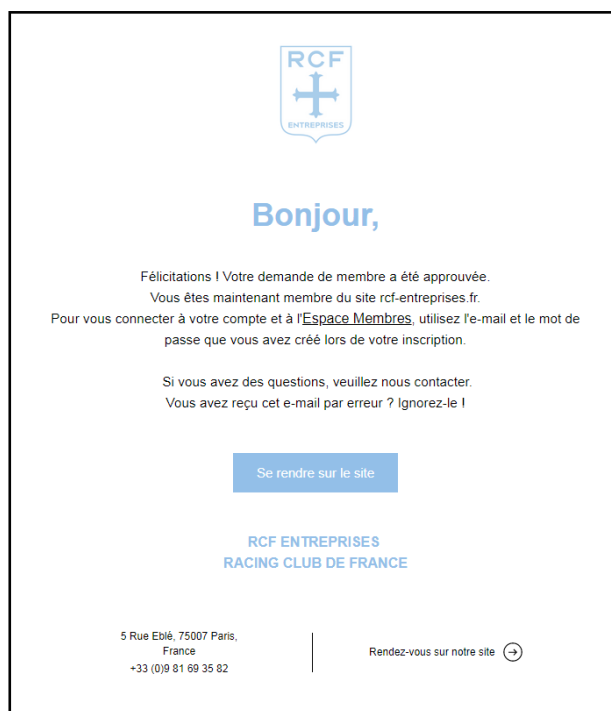 RCF
ENTREPRISES
Bonjour,
Félicitations ! Votre demande de membre a été approuvée.
Vous êtes maintenant membre du site rcf-entreprises.fr.
Pour vous connecter à votre compte et à l'Espace Membres, utilisez l'e-mail et le mot de
passe que vous avez créé lors de votre inscription.
Si vous avez des questions, veuillez nous contacter.
Vous avez reçu cet e-mail par erreur ? Ignorez-le !
Se rendre sur le site
RCF ENTREPRISES
RACING CLUB DE FRANCE
5 Rue Eblé, 75007 Paris,
France
+33 (0)9 81 69 35 82
Rendez-vous sur notre site